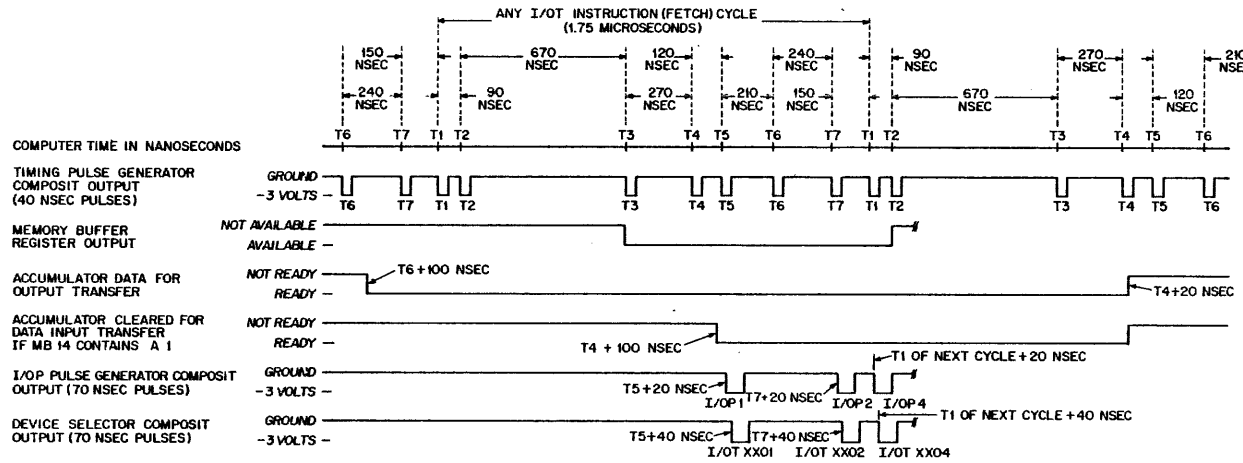 ANY I/OT INSTRUCTION (FETCH) CYCLE
(1.75 MICROSECONDS)
150 NSEC
670 NSEC
120 NSEC
240 NSEC
90 NSEC
270 NSEC
210 NSEC
240 NSEC
90 NSEC
270 NSEC
210 NSEC
150 NSEC
670 NSEC
120 NSEC
T6 T7 T1 T2 T3 T4 T5 T6 T7 T1 T2 T3 T4 T5 T6
COMPUTER TIME IN NANOSECONDS
TIMING PULSE GENERATOR
COMPOSIT OUTPUT
(40 NSEC PULSES)
GROUND
-3 VOLTS
T6 T7 T1 T2 T3 T4 T5 T6 T7 T1 T2 T3 T4 T5 T6
MEMORY BUFFER
REGISTER OUTPUT
NOT AVAILABLE
AVAILABLE
ACCUMULATOR DATA FOR
OUTPUT TRANSFER
NOT READY
READY
T6+100 NSEC
T4+20 NSEC
ACCUMULATOR CLEARED FOR
DATA INPUT TRANSFER
IF MB 14 CONTAINS A 1
NOT READY
READY
T4 + 100 NSEC
T1 OF NEXT CYCLE+20 NSEC
I/OP PULSE GENERATOR COMPOSIT
OUTPUT (70 NSEC PULSES)
GROUND
-3 VOLTS
T5+20 NSEC
I/OP1
T7+20 NSEC
I/OP2
I/OP4
DEVICE SELECTOR COMPOSIT
OUTPUT (70 NSEC PULSES)
GROUND
-3 VOLTS
T5+40 NSEC
T7+40 NSEC
T1 OF NEXT CYCLE +40 NSEC
I/OT XX01
I/OT XX02
I/OT XX04